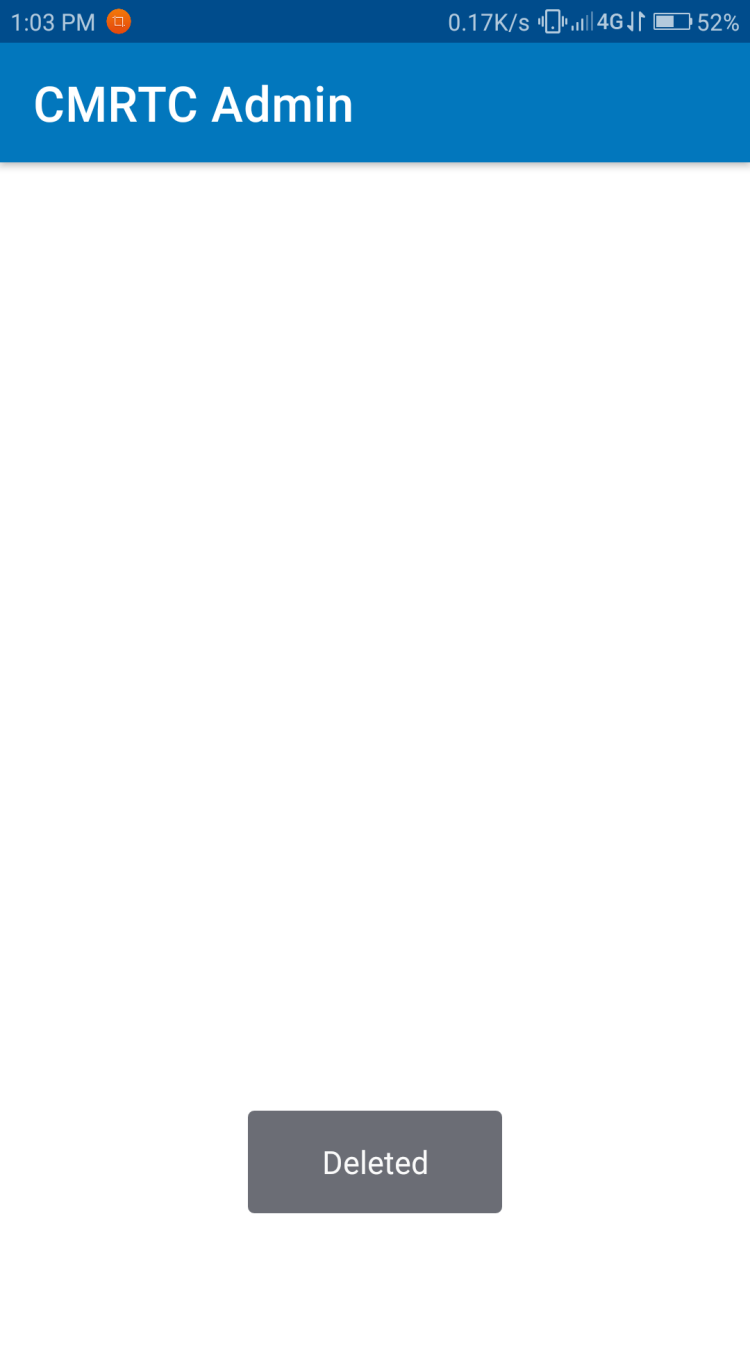 1:03 PM 0.17K/s 4G 52%
CMRTC Admin
Deleted